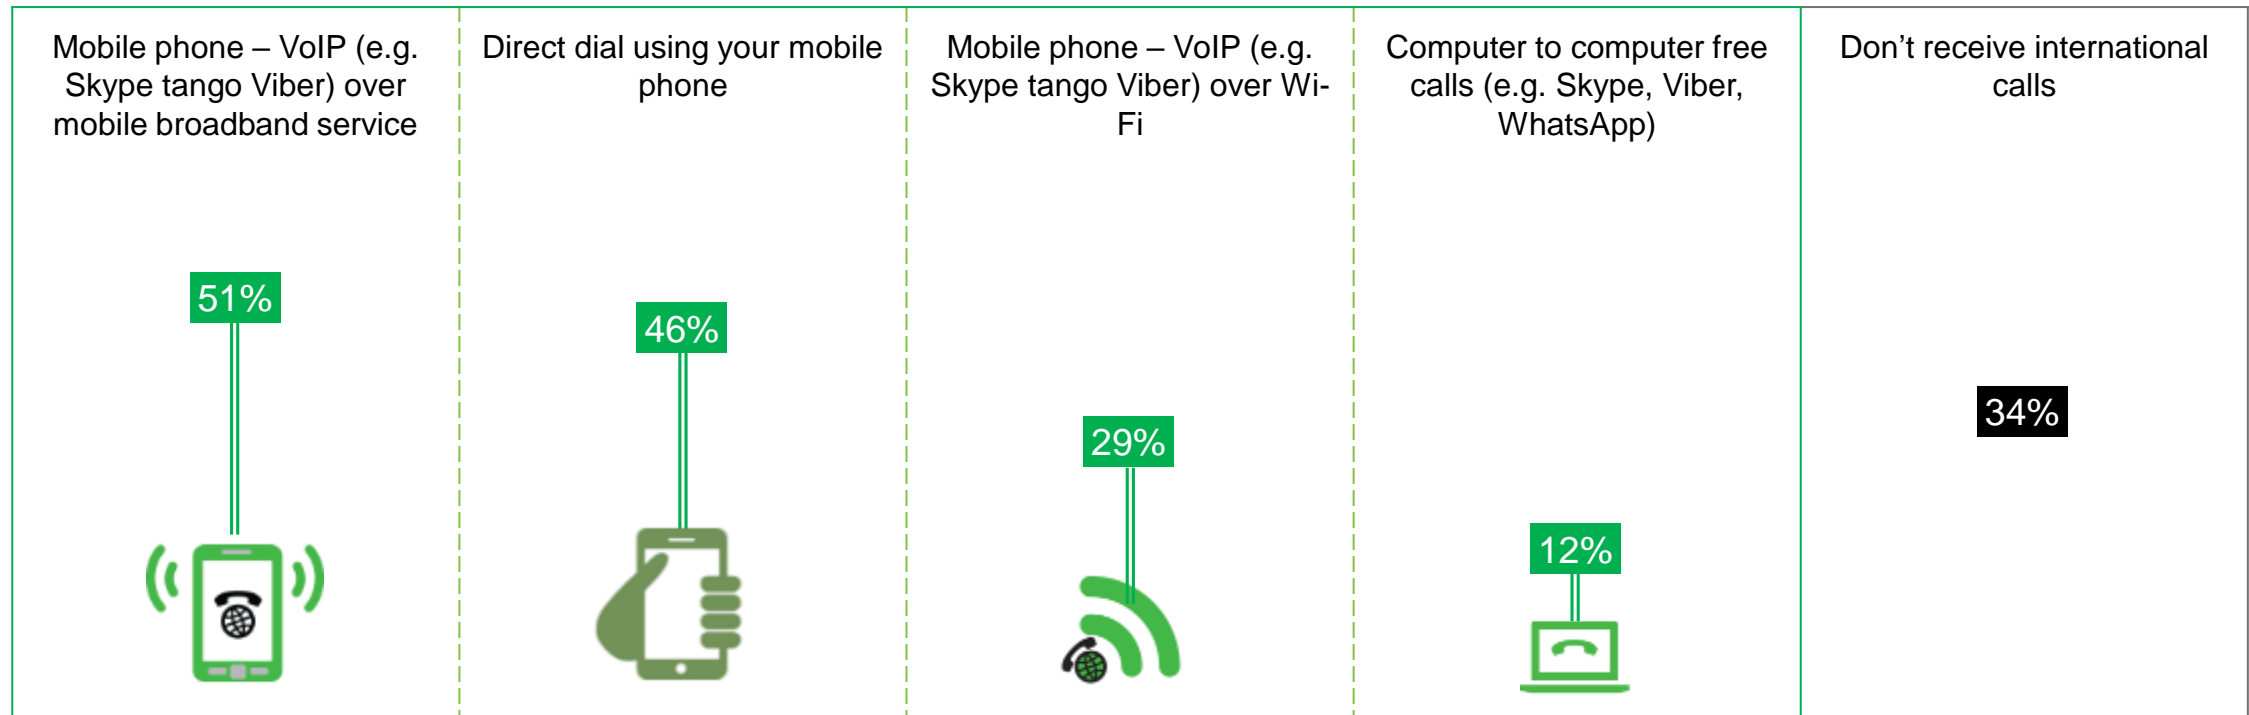 Mobile phone – VoIP (e.g.
Skype tango Viber) over
mobile broadband service
51%
Direct dial using your mobile
phone
46%
Mobile phone – VoIP (e.g.
Skype tango Viber) over Wi-
Fi
29%
Computer to computer free
calls (e.g. Skype, Viber,
WhatsApp)
12%
Don’t receive international
calls
34%